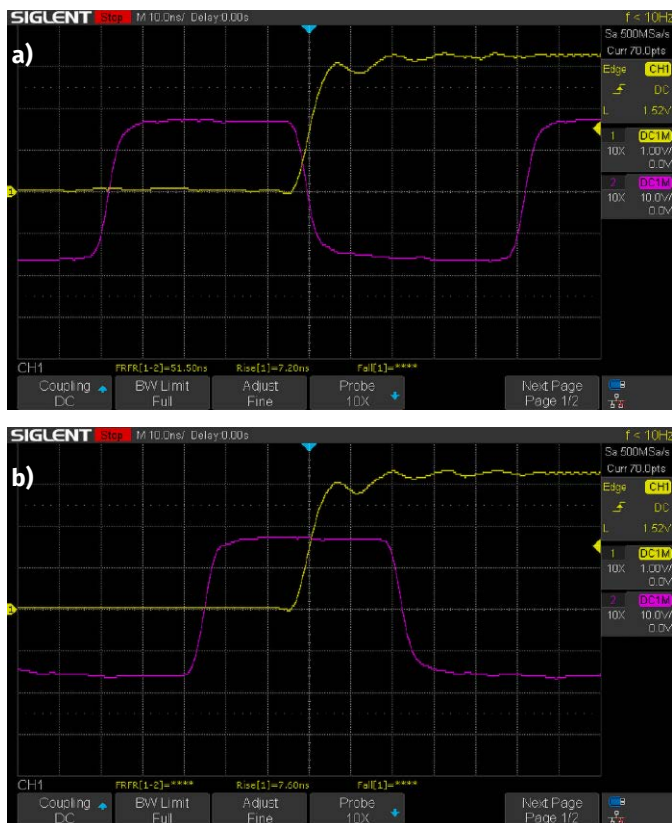 SIGLENT Stop M 10.0ns/ Delay:0.00s f < 10Hz
a)
Sa 500MSa/s
Curr 70.0pts
Edge CH1
DC
L 1.52V
1 DC1M
10X 1.00V/
0.0V
2 DC1M
10X 10.0V/
0.0V
1
CH1 FRFR[1-2]=51.50ns Rise[1]=7.20ns Fall[1]=****
Coupling BW Limit Adjust Probe Next Page
DC Full Fine 10X Page 1/2
SIGLENT Stop M 10.0ns/ Delay:0.00s f < 10Hz
b)
Sa 500MSa/s
Curr 70.0pts
Edge CH1
DC
L 1.52V
1 DC1M
10X 1.00V/
0.0V
2 DC1M
10X 10.0V/
0.0V
1
CH1 FRFR[1-2]=**** Rise[1]=7.60ns Fall[1]=****
Coupling BW Limit Adjust Probe Next Page
DC Full Fine 10X Page 1/2